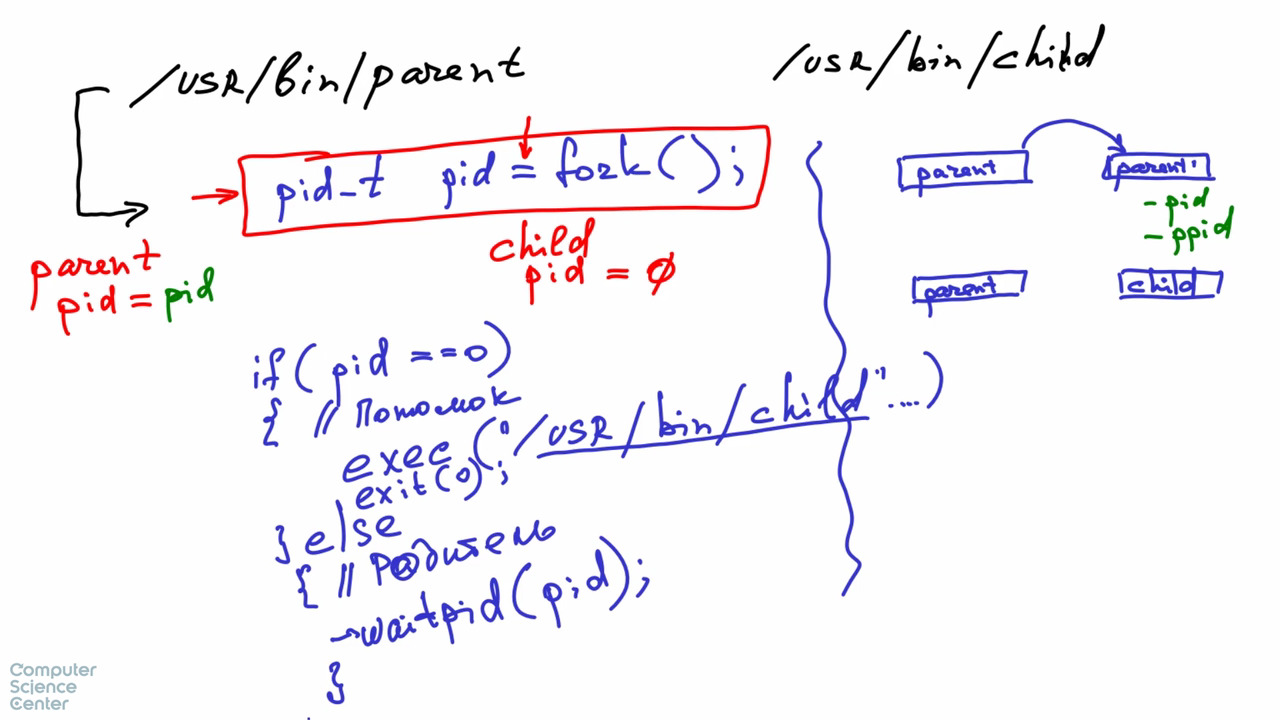 /usr/bin/parent
/usr/bin/child
pid_t pid = fork();
parent
pid = pid
child
pid = 0
parent
parent'
- pid
- ppid
parent
child
if( pid ==0)
{ // Потомок
exec ("/usr/bin/child"....)
exit(0);
} else
{ // Родитель
→waitpid(pid);
}
Computer
Science
Center